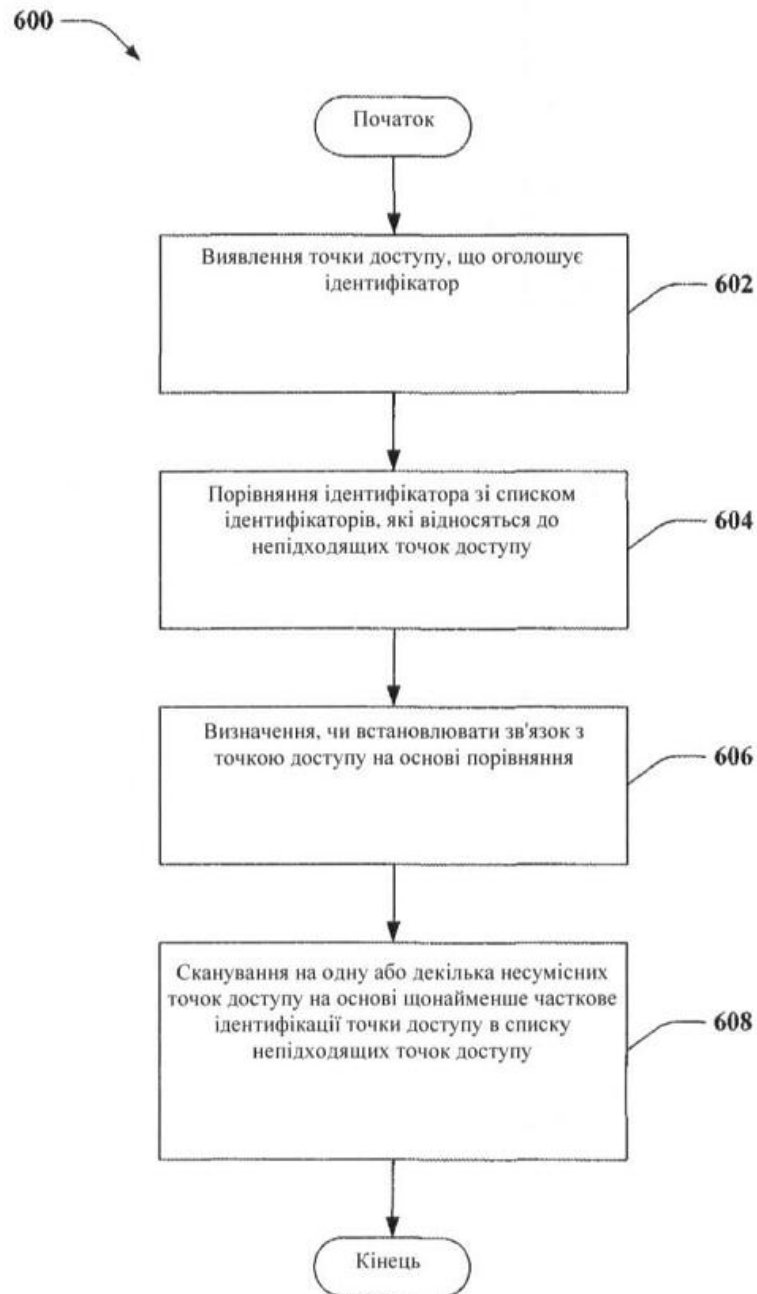 600
Початок
Виявлення точки доступу, що оголошує
ідентифікатор
602
Порівняння ідентифікатора зі списком
ідентифікаторів, які відносяться до
непідходящих точок доступу
604
Визначення, чи встановлювати зв'язок з
точкою доступу на основі порівняння
606
Сканування на одну або декілька несумісних
точок доступу на основі щонайменше часткове
ідентифікації точки доступу в списку
непідходящих точок доступу
608
Кінець